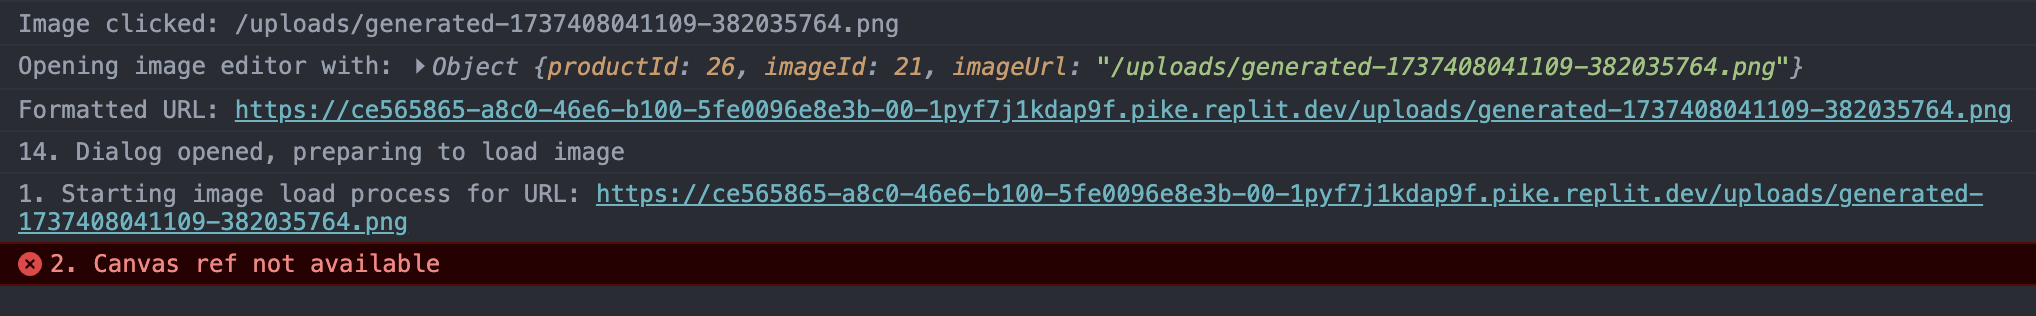 Image clicked: /uploads/generated-1737408041109-382035764.png
Opening image editor with: ▶Object {productId: 26, imageId: 21, imageUrl: "/uploads/generated-1737408041109-382035764.png"}
Formatted URL: https://ce565865-a8c0-46e6-b100-5fe0096e8e3b-00-1pyf7j1kdap9f.pike.replit.dev/uploads/generated-1737408041109-382035764.png
14. Dialog opened, preparing to load image
1. Starting image load process for URL: https://ce565865-a8c0-46e6-b100-5fe0096e8e3b-00-1pyf7j1kdap9f.pike.replit.dev/uploads/generated-
1737408041109-382035764.png
2. Canvas ref not available